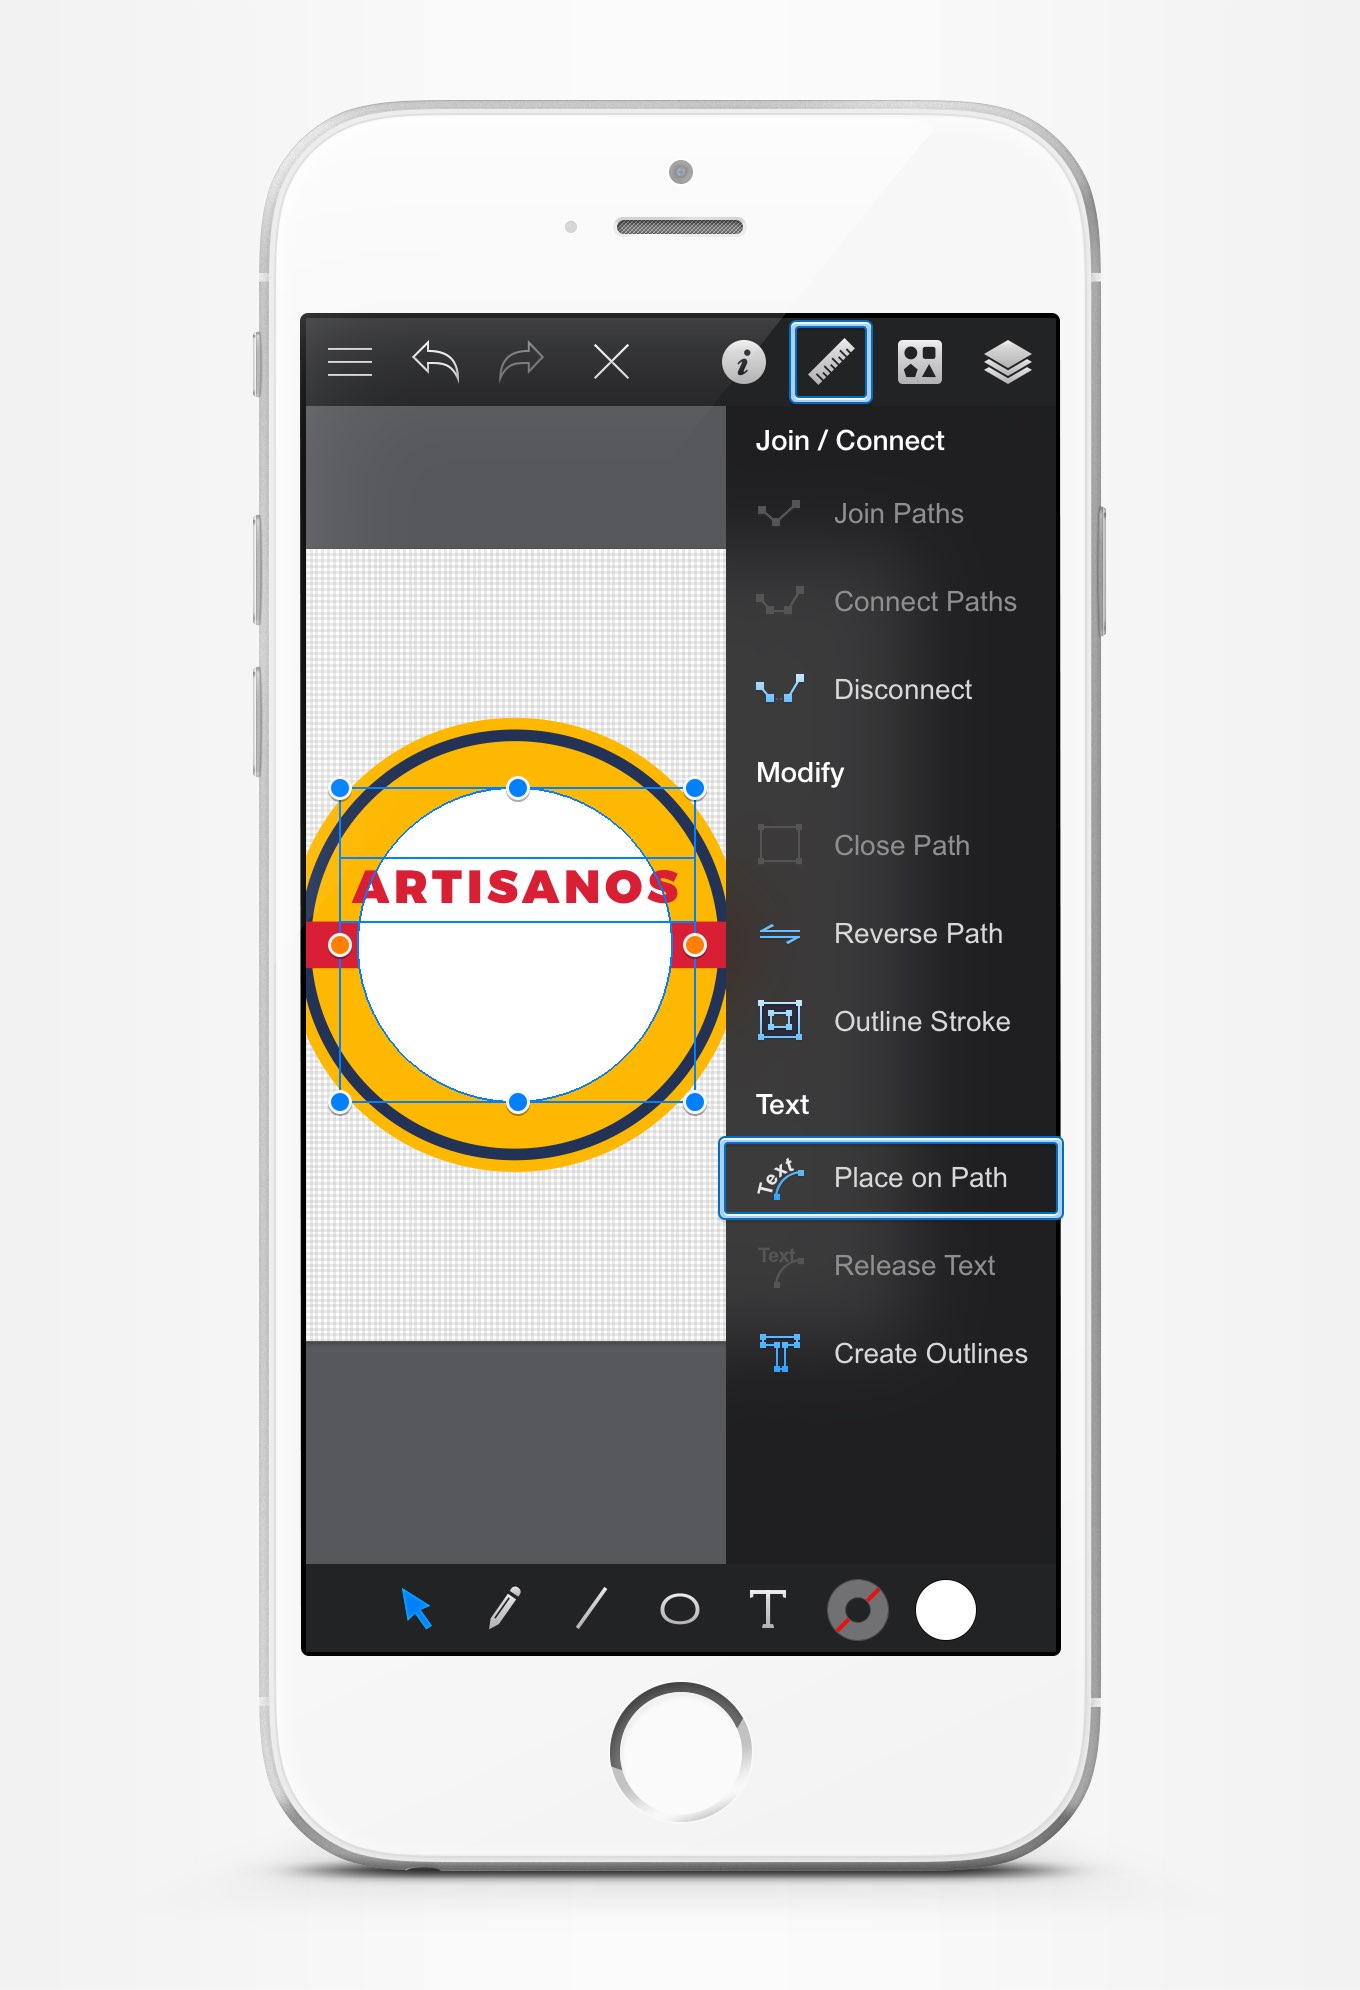 Join / Connect
Join Paths
Connect Paths
Disconnect
Modify
ARTISANOS
Close Path
Reverse Path
Outline Stroke
Text
Text
Place on Path
Text
Release Text
Create Outlines
T